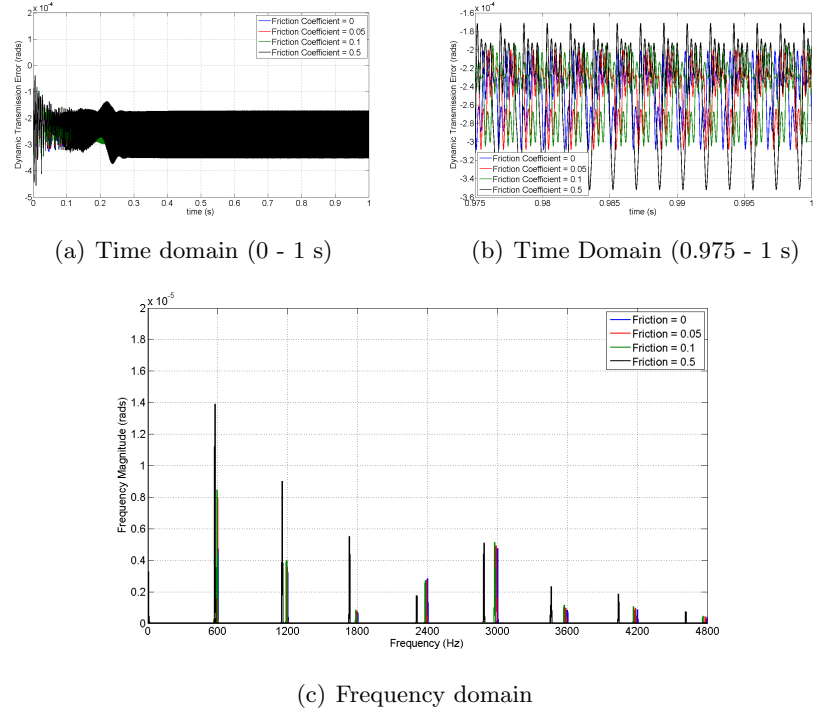 x 10⁻⁴
2
1
0
-1
-2
-3
-4
-5
Dynamic Transmission Error (rads)
Friction Coefficient = 0
Friction Coefficient = 0.05
Friction Coefficient = 0.1
Friction Coefficient = 0.5
0 0.1 0.2 0.3 0.4 0.5 0.6 0.7 0.8 0.9 1
time (s)
(a) Time domain (0 - 1 s)
x 10⁻⁴
-1.6
-1.8
-2
-2.2
-2.4
-2.6
-2.8
-3
-3.2
-3.4
-3.6
Dynamic Transmission Error (rads)
Friction Coefficient = 0
Friction Coefficient = 0.05
Friction Coefficient = 0.1
Friction Coefficient = 0.5
0.975 0.98 0.985 0.99 0.995 1
time (s)
(b) Time Domain (0.975 - 1 s)
x 10⁻⁵
2
1.8
1.6
1.4
1.2
1
0.8
0.6
0.4
0.2
0
Frequency Magnitude (rads)
Friction = 0
Friction = 0.05
Friction = 0.1
Friction = 0.5
0 600 1200 1800 2400 3000 3600 4200 4800
Frequency (Hz)
(c) Frequency domain